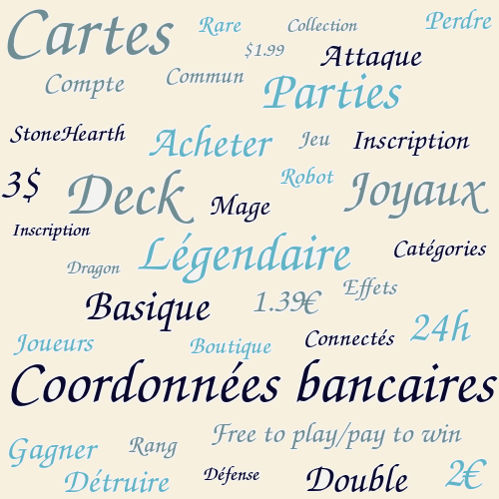 Cartes
Rare
Collection
Perdre
$1.99
Attaque
Compte
Commun
Parties
StoneHearth
Acheter
Jeu
Inscription
3$
Deck
Mage
Robot
Joyaux
Inscription
Dragon
Légendaire
Catégories
Basique
1.39€
Effets
Joueurs
Boutique
Connectés
24h
Coordonnées bancaires
Gagner
Rang
Free to play/pay to win
Détruire
Défense
Double
2€